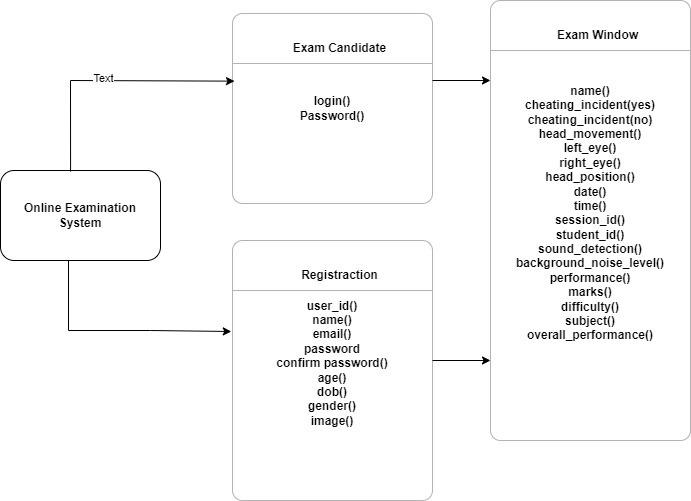 Text
Online Examination
System
Exam Candidate
login()
Password()
Registraction
user_id()
name()
email()
password
confirm password()
age()
dob()
gender()
image()
Exam Window
name()
cheating_incident(yes)
cheating_incident(no)
head_movement()
left_eye()
right_eye()
head_position()
date()
time()
session_id()
student_id()
sound_detection()
background_noise_level()
performance()
marks()
difficulty()
subject()
overall_performance()